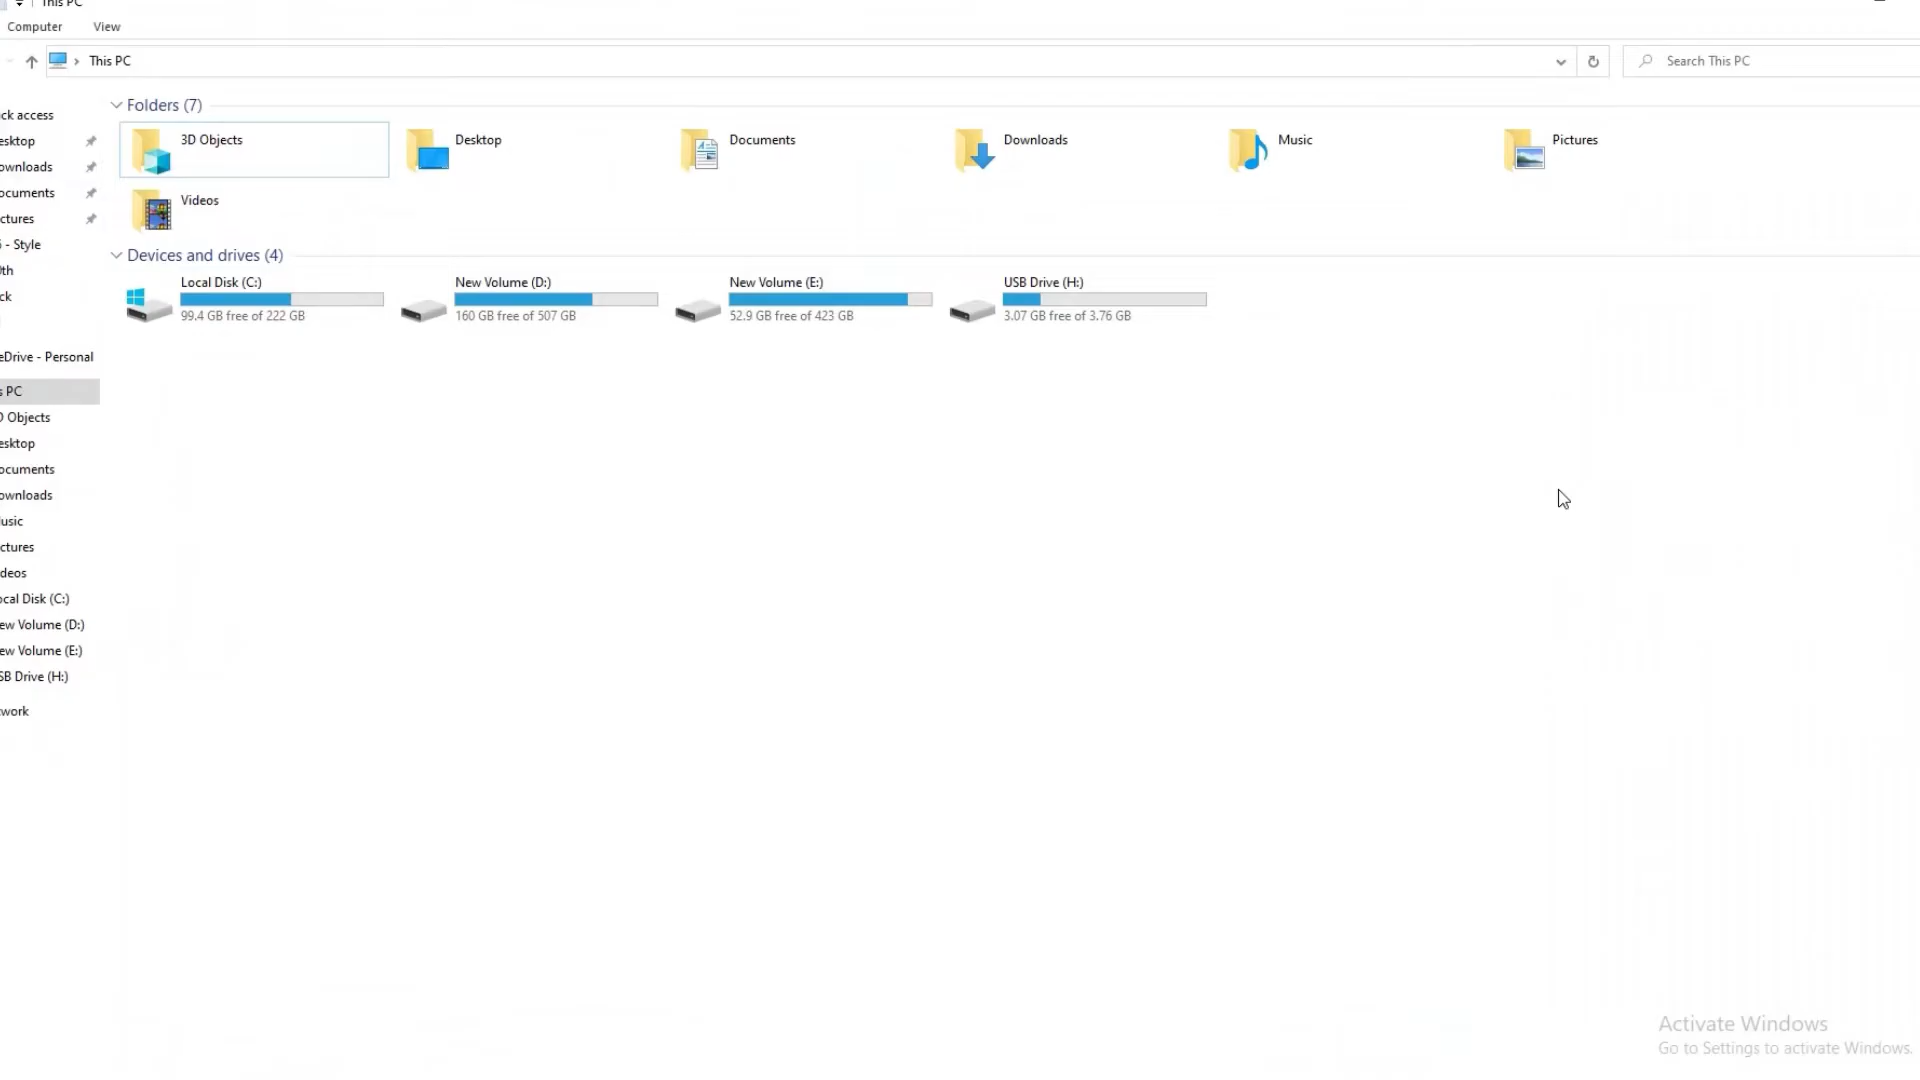 This PC
Computer View
This PC
Search This PC
ck access
esktop
ownloads
ocuments
ctures
- Style
th
ck
eDrive - Personal
s PC
D Objects
esktop
ocuments
ownloads
usic
ctures
deos
ocal Disk (C:)
ew Volume (D:)
ew Volume (E:)
SB Drive (H:)
work
Folders (7)
3D Objects
Desktop
Documents
Downloads
Music
Pictures
Videos
Devices and drives (4)
Local Disk (C:)
99.4 GB free of 222 GB
New Volume (D:)
160 GB free of 507 GB
New Volume (E:)
52.9 GB free of 423 GB
USB Drive (H:)
3.07 GB free of 3.76 GB
Activate Windows
Go to Settings to activate Windows.